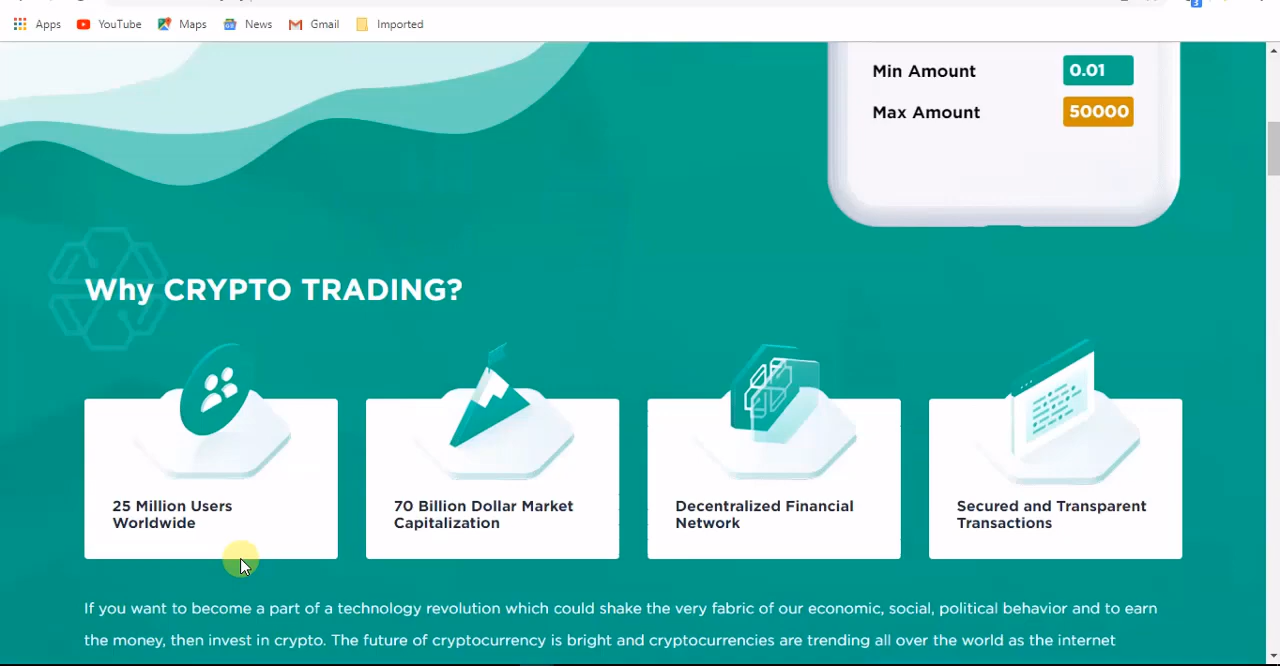 Apps YouTube Maps News Gmail Imported
Min Amount 0.01
Max Amount 50000
Why CRYPTO TRADING?
25 Million Users
Worldwide
70 Billion Dollar Market
Capitalization
Decentralized Financial
Network
Secured and Transparent
Transactions
If you want to become a part of a technology revolution which could shake the very fabric of our economic, social, political behavior and to earn
the money, then invest in crypto. The future of cryptocurrency is bright and cryptocurrencies are trending all over the world as the internet